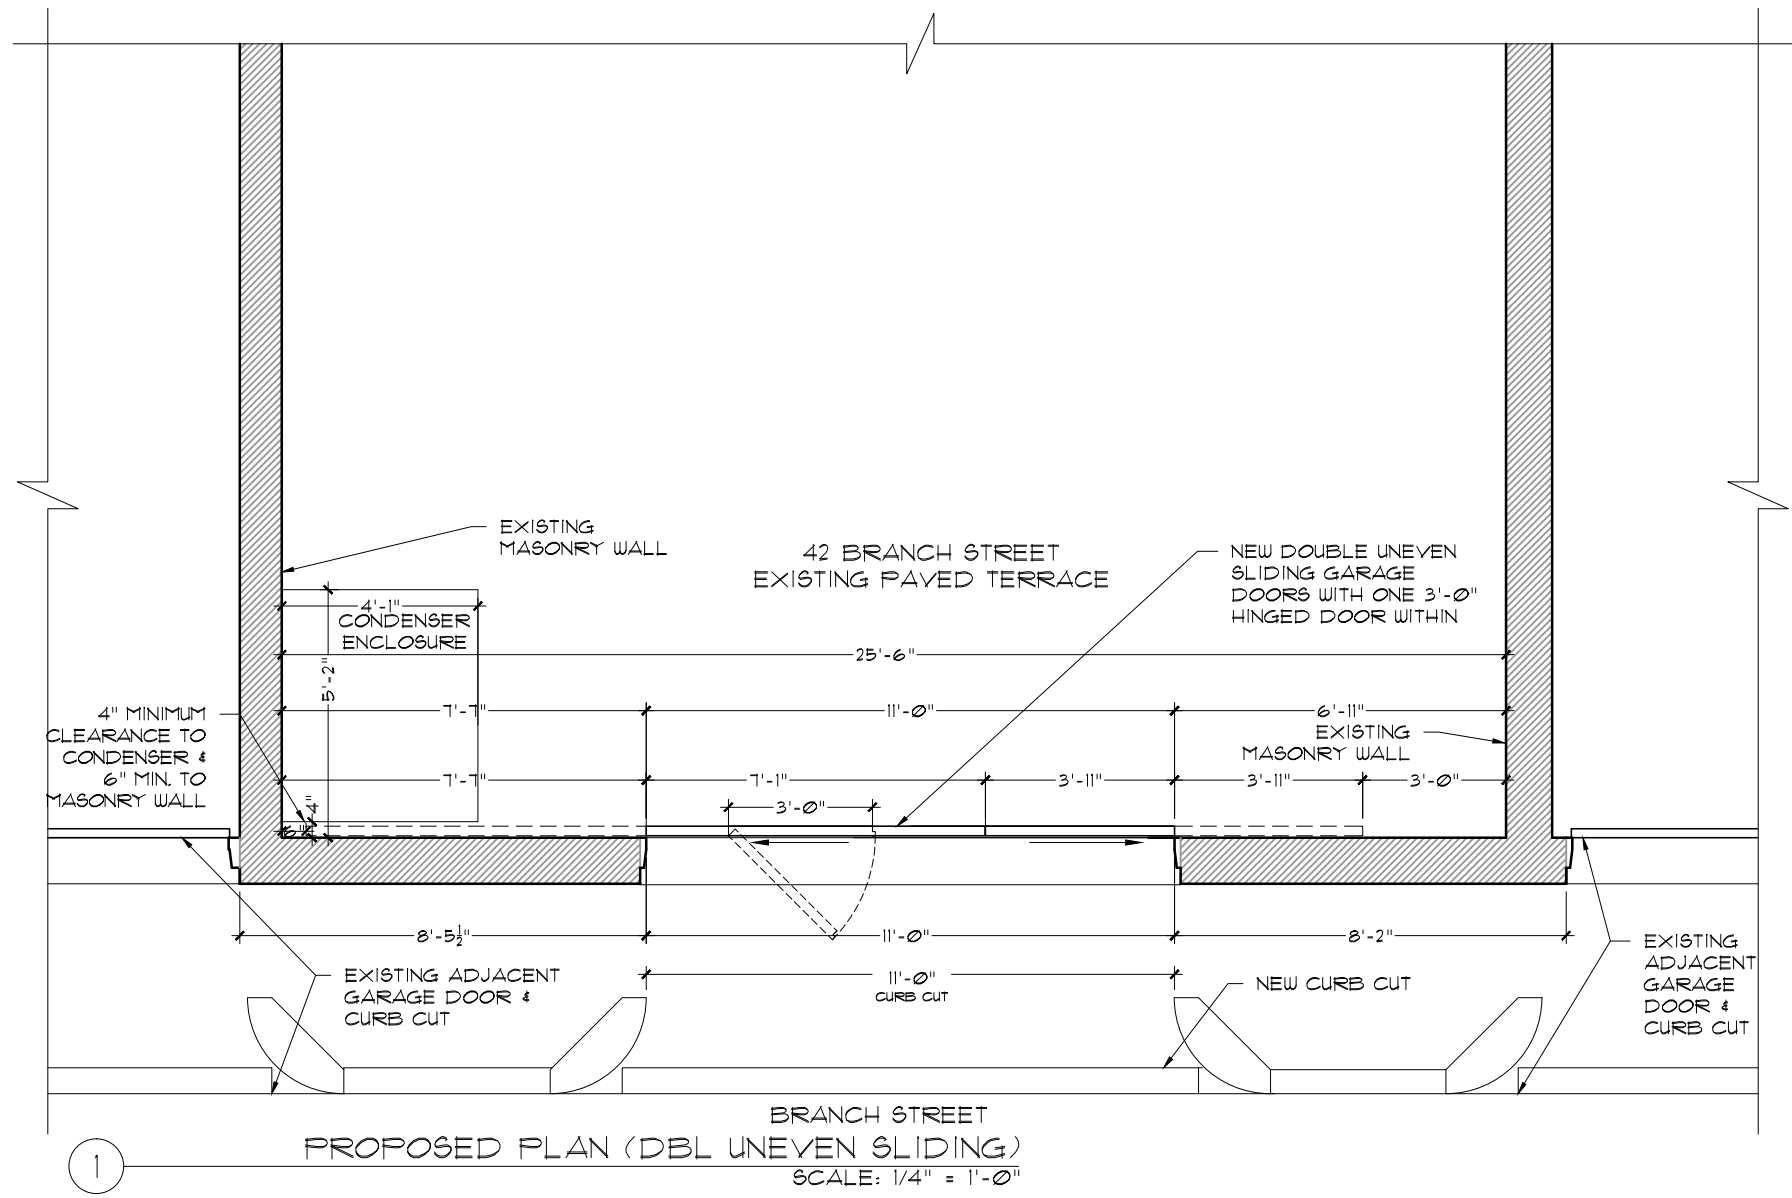 EXISTING
MASONRY WALL
42 BRANCH STREET
EXISTING PAVED TERRACE
NEW DOUBLE UNEVEN
SLIDING GARAGE
DOORS WITH ONE 3'-0"
HINGED DOOR WITHIN
4'-1"
CONDENSER
ENCLOSURE
5'-2"
25'-6"
4" MINIMUM
CLEARANCE TO
CONDENSER &
6" MIN. TO
MASONRY WALL
7'-7"
11'-0"
6'-11"
EXISTING
MASONRY WALL
7'-7"
7'-1"
3'-11"
3'-11"
3'-0"
3'-0"
4"
6"
8'-5½"
11'-0"
8'-2"
11'-0"
CURB CUT
EXISTING ADJACENT
GARAGE DOOR &
CURB CUT
NEW CURB CUT
EXISTING
ADJACENT
GARAGE
DOOR &
CURB CUT
BRANCH STREET
1
PROPOSED PLAN (DBL UNEVEN SLIDING)
SCALE: 1/4" = 1'-0"